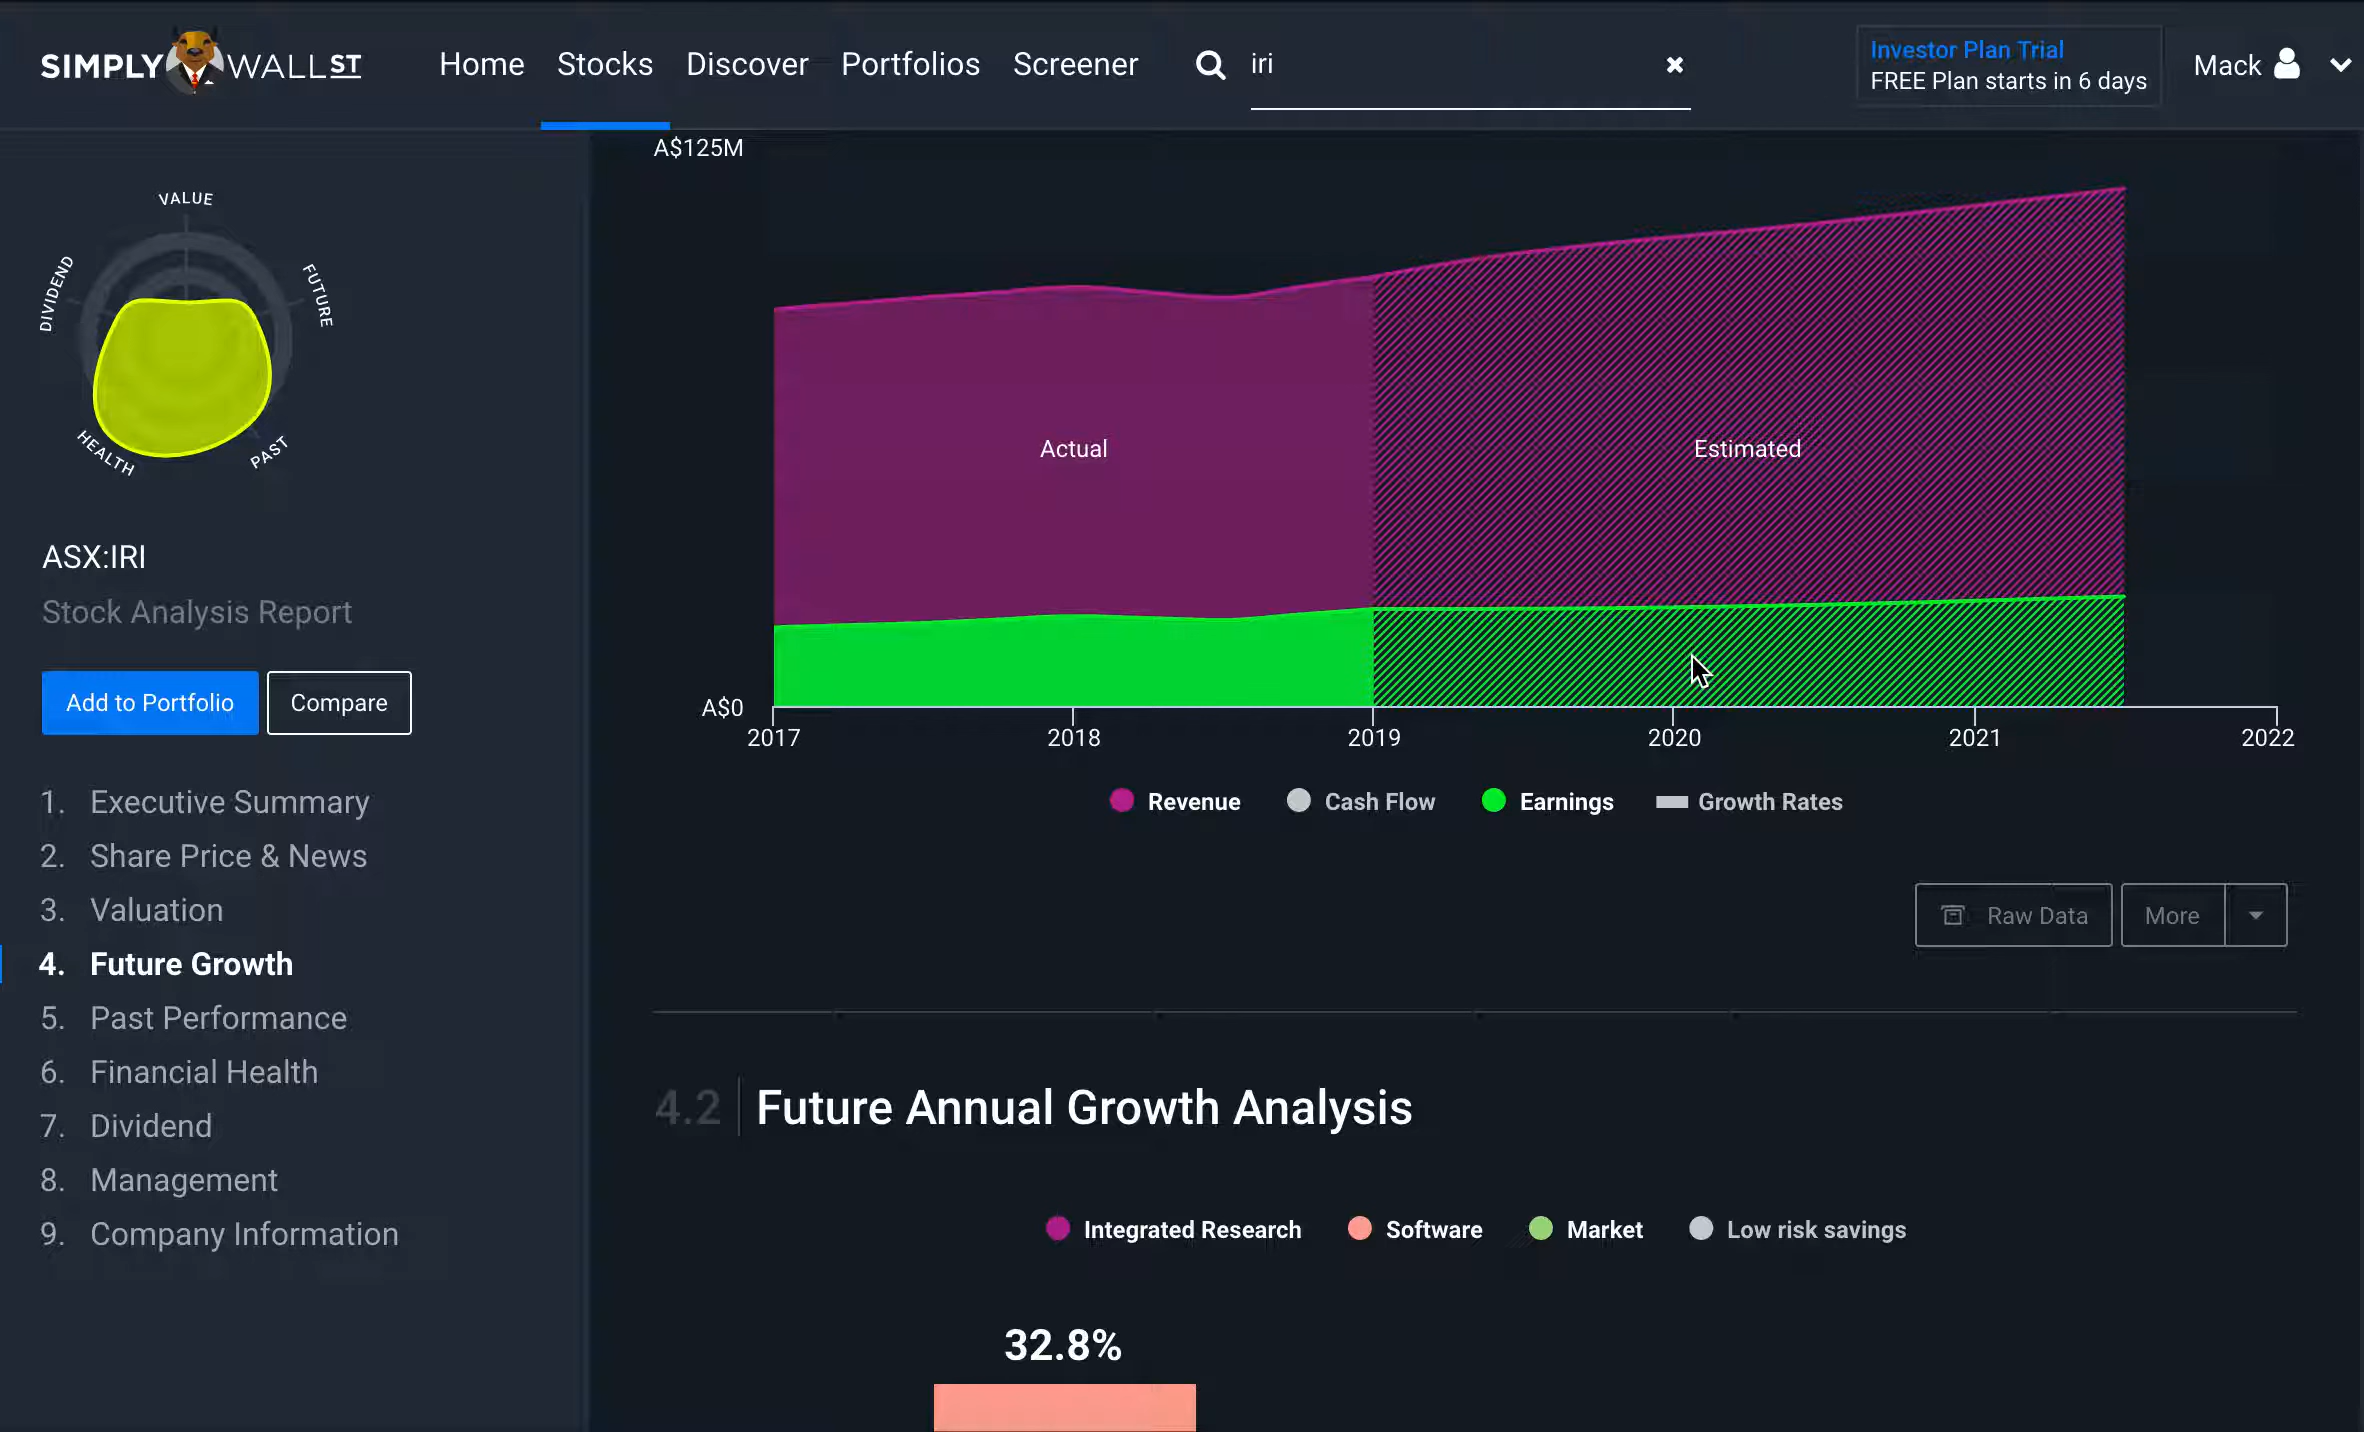 SIMPLY WALL ST
Home
Stocks
Discover
Portfolios
Screener
iri
Investor Plan Trial
FREE Plan starts in 6 days
Mack
VALUE
FUTURE
PAST
HEALTH
DIVIDEND
ASX:IRI
Stock Analysis Report
Add to Portfolio
Compare
1. Executive Summary
2. Share Price & News
3. Valuation
4. Future Growth
5. Past Performance
6. Financial Health
7. Dividend
8. Management
9. Company Information
A$125M
Actual
Estimated
A$0
2017 2018 2019 2020 2021 2022
Revenue Cash Flow Earnings Growth Rates
Raw Data
More
4.2 Future Annual Growth Analysis
Integrated Research Software Market Low risk savings
32.8%